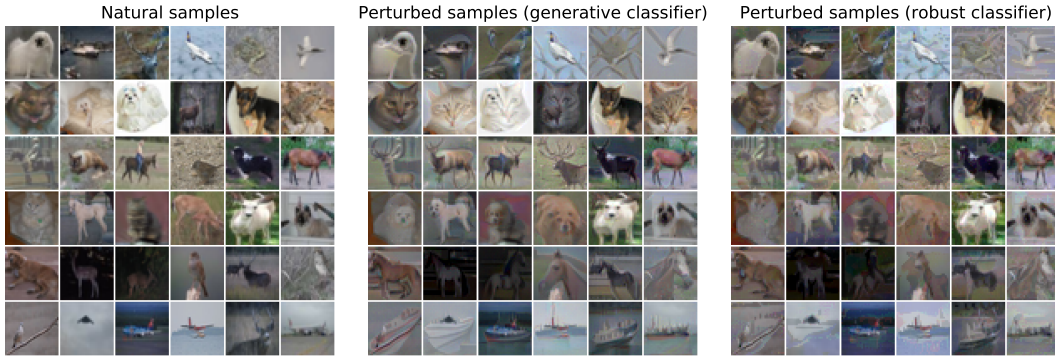 Natural samples
Perturbed samples (generative classifier)
Perturbed samples (robust classifier)